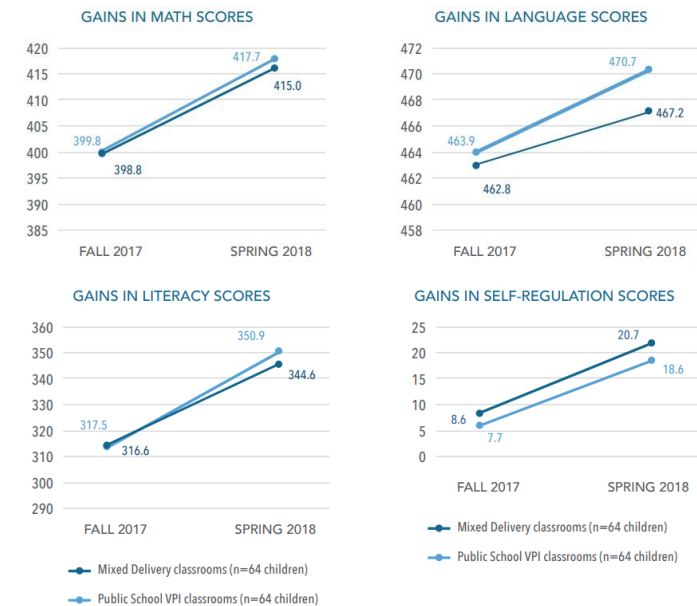 GAINS IN MATH SCORES
420
415
410
405
400
395
390
385
399.8
398.8
417.7
415.0
FALL 2017
SPRING 2018
GAINS IN LANGUAGE SCORES
472
470
468
466
464
462
460
458
463.9
462.8
470.7
467.2
FALL 2017
SPRING 2018
GAINS IN LITERACY SCORES
360
350
340
330
320
310
300
290
317.5
316.6
350.9
344.6
FALL 2017
SPRING 2018
Mixed Delivery classrooms (n=64 children)
Public School VPI classrooms (n=64 children)
GAINS IN SELF-REGULATION SCORES
25
20
15
10
5
0
8.6
7.7
20.7
18.6
FALL 2017
SPRING 2018
Mixed Delivery classrooms (n=64 children)
Public School VPI classrooms (n=64 children)